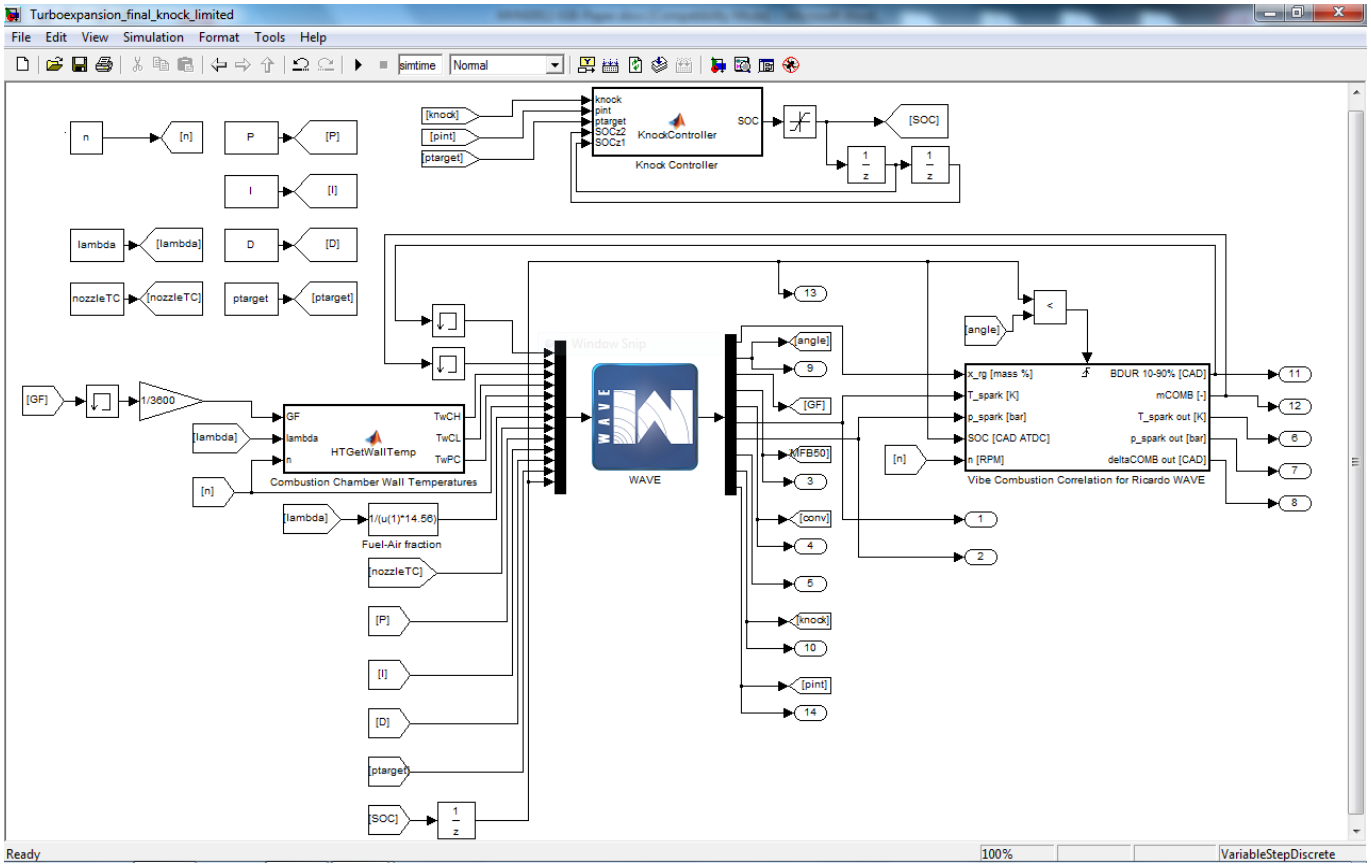 Turboexpansion_final_knock_limited
File Edit View Simulation Format Tools Help
simtime Normal
[knock]
[pint]
[ptarget]
knock
pint
ptarget
SOCz2
SOCz1
KnockController
SOC
Knock Controller
[SOC]
1
z
1
z
n
[n]
P
[P]
I
[I]
lambda
[lambda]
D
[D]
nozzleTC
[nozzleTC]
ptarget
[ptarget]
13
<
[angle]
Window Snip
[GF]
1/3600
[lambda]
[n]
GF
lambda
n
HTGetWallTemp
TwCH
TwCL
TwPC
Combustion Chamber Wall Temperatures
[lambda]
1/(u(1)*14.56)
Fuel-Air fraction
[nozzleTC]
[P]
[I]
[D]
[ptarget]
[SOC]
1
z
WAVE
WAVE
[angle]
9
[GF]
MFB50]
3
[conv]
4
5
[knock]
10
[pint]
14
[n]
x_rg [mass %]
T_spark [K]
p_spark [bar]
SOC [CAD ATDC]
n [RPM]
BDUR 10-90% [CAD]
mCOMB [-]
T_spark out [K]
p_spark out [bar]
deltaCOMB out [CAD]
Vibe Combustion Correlation for Ricardo WAVE
11
12
6
7
8
1
2
Ready
100%
VariableStepDiscrete